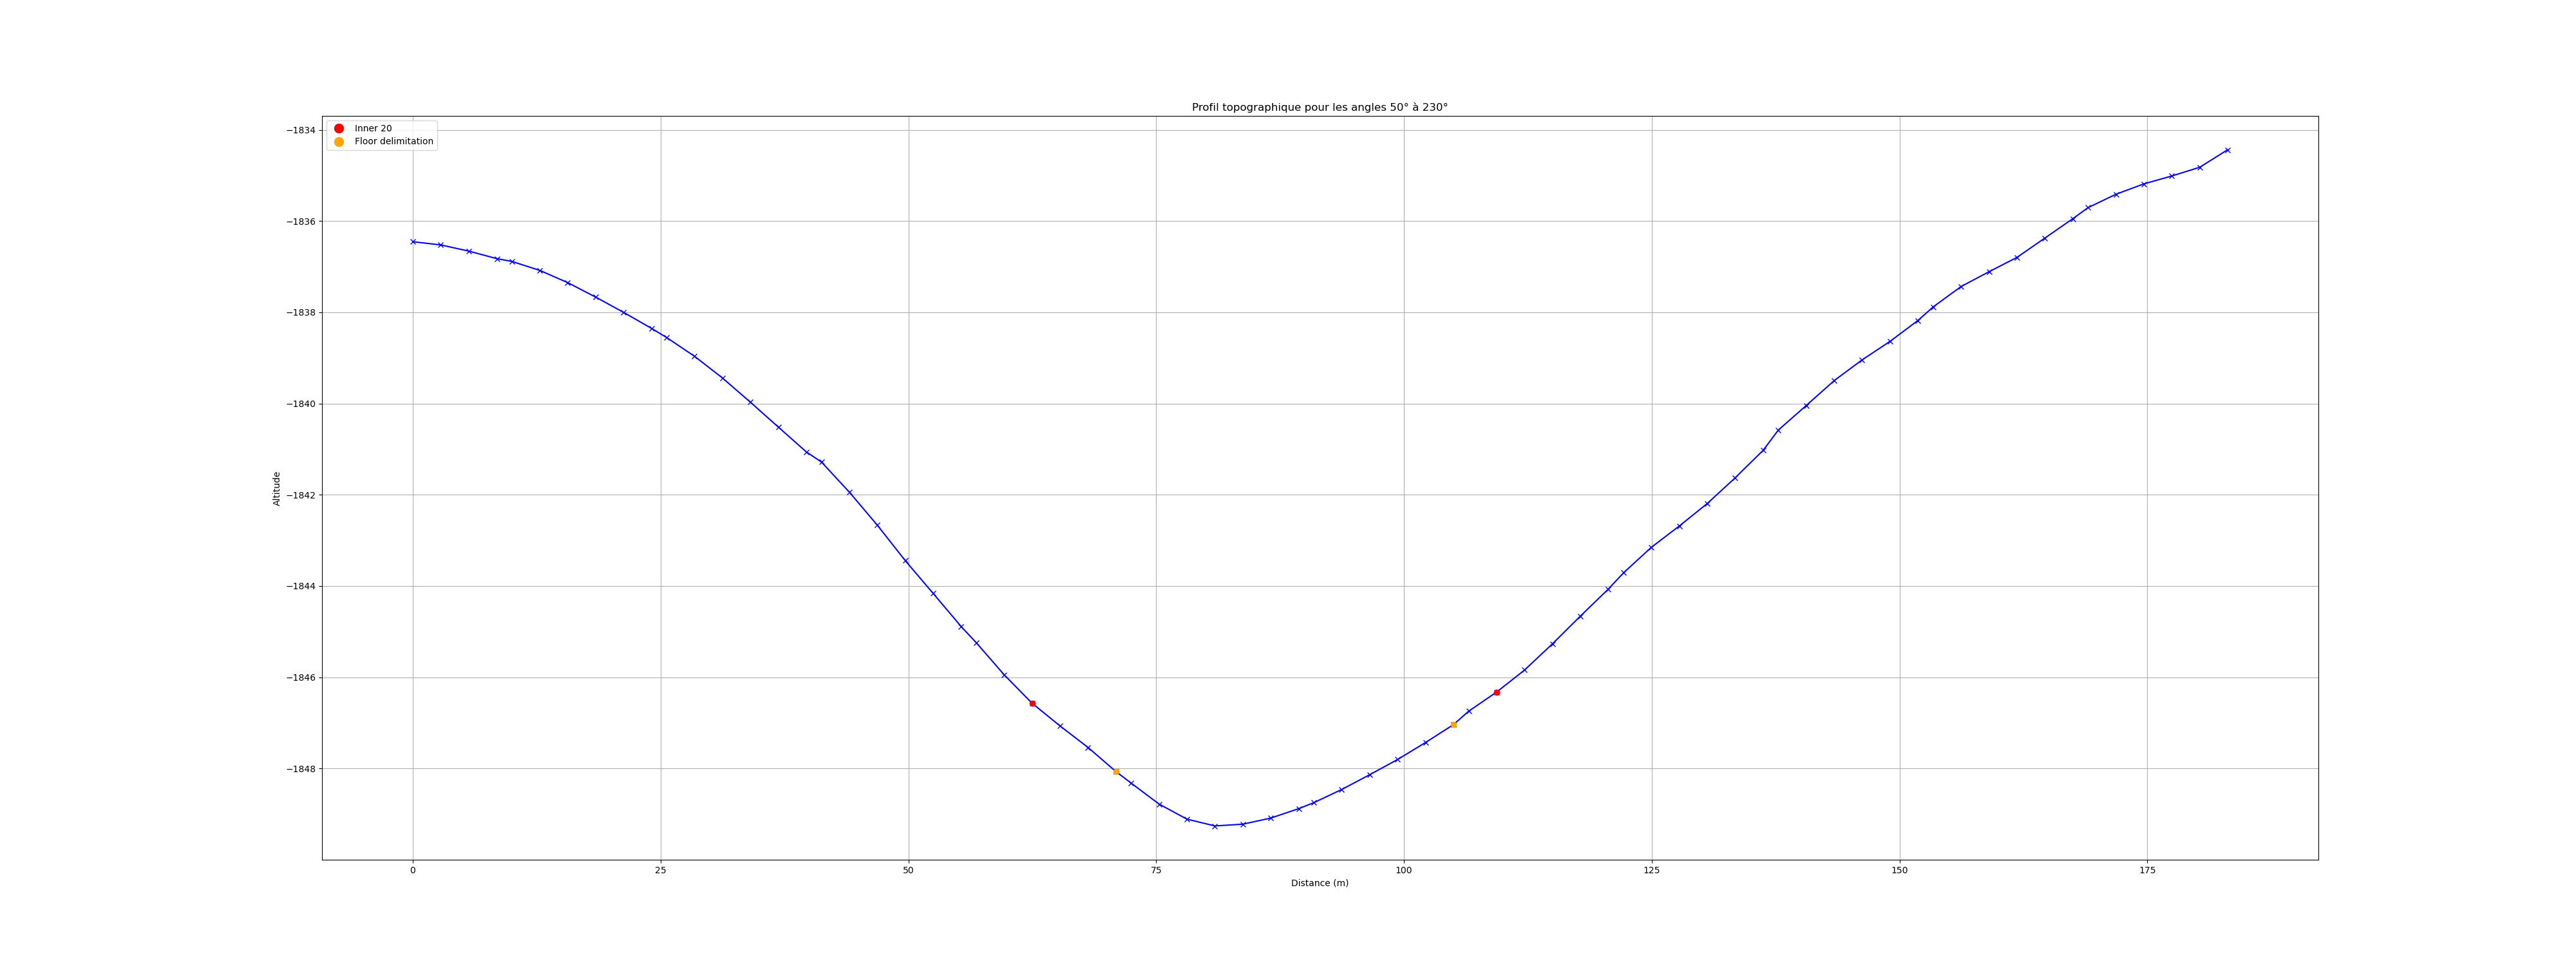 Profil topographique pour les angles 50° à 230°
Inner 20
Floor delimitation
−1834
−1836
−1838
−1840
−1842
−1844
−1846
−1848
Altitude
0 25 50 75 100 125 150 175
Distance (m)